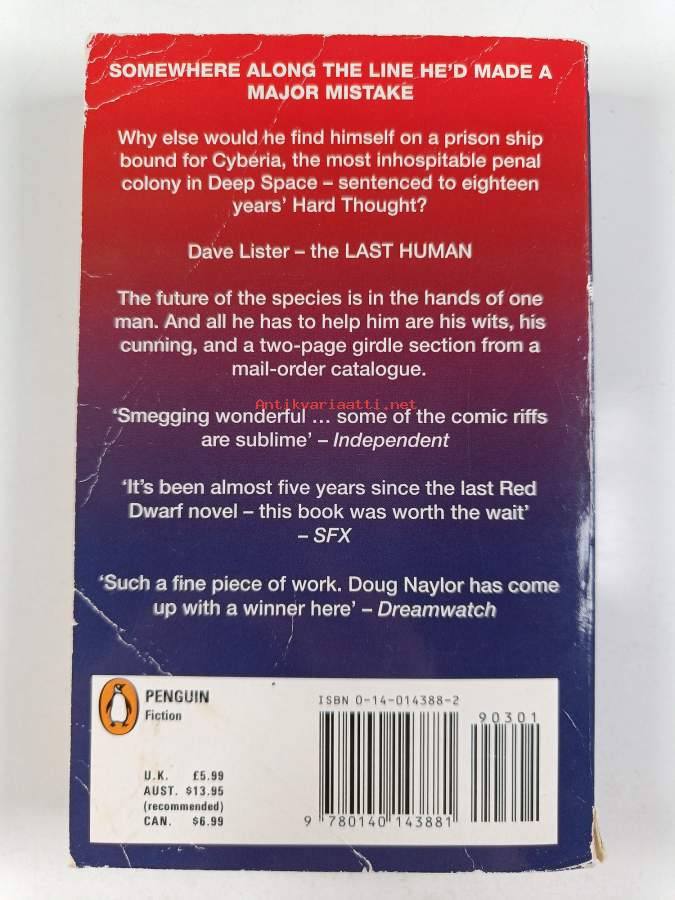 SOMEWHERE ALONG THE LINE HE'D MADE A
MAJOR MISTAKE
Why else would he find himself on a prison ship
bound for Cyberia, the most inhospitable penal
colony in Deep Space – sentenced to eighteen
years' Hard Thought?
Dave Lister – the LAST HUMAN
The future of the species is in the hands of one
man. And all he has to help him are his wits, his
cunning, and a two-page girdle section from a
mail-order catalogue.
Antikvariaatti.net
'Smegging wonderful … some of the comic riffs
are sublime' – Independent
'It's been almost five years since the last Red
Dwarf novel – this book was worth the wait'
– SFX
'Such a fine piece of work. Doug Naylor has come
up with a winner here' – Dreamwatch
PENGUIN
Fiction
U.K. £5.99
AUST. $13.95
(recommended)
CAN. $6.99
ISBN 0-14-014388-2
90301
9 780140 143881